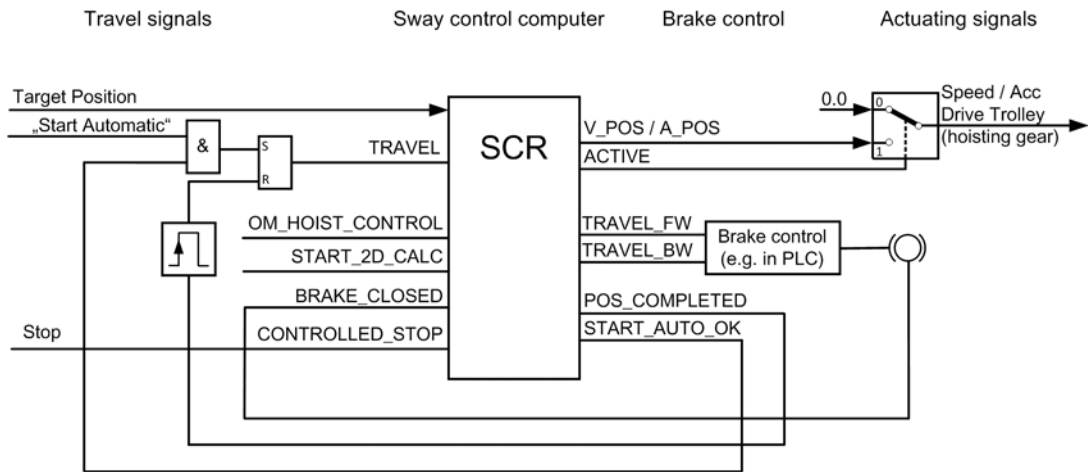 Travel signals
Sway control computer
Brake control
Actuating signals
Target Position
„Start Automatic“
&
S
R
TRAVEL
OM_HOIST_CONTROL
START_2D_CALC
BRAKE_CLOSED
Stop
CONTROLLED_STOP
SCR
V_POS / A_POS
ACTIVE
TRAVEL_FW
TRAVEL_BW
POS_COMPLETED
START_AUTO_OK
Brake control
(e.g. in PLC)
0.0
0
1
Speed / Acc
Drive Trolley
(hoisting gear)